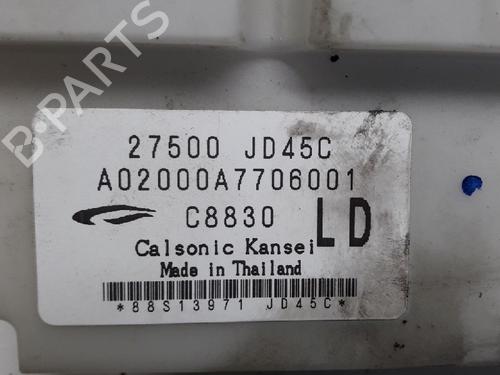 B-PARTS
27500 JD45C
A02000A7706001
C8830
LD
Calsonic Kansei
Made in Thailand
*88S13971 JD45C*